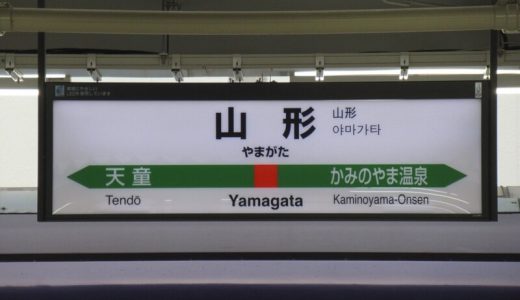 山形
山形
야마가타
やまがた
天童
かみのやま温泉
Tendō
Yamagata
Kaminoyama-Onsen